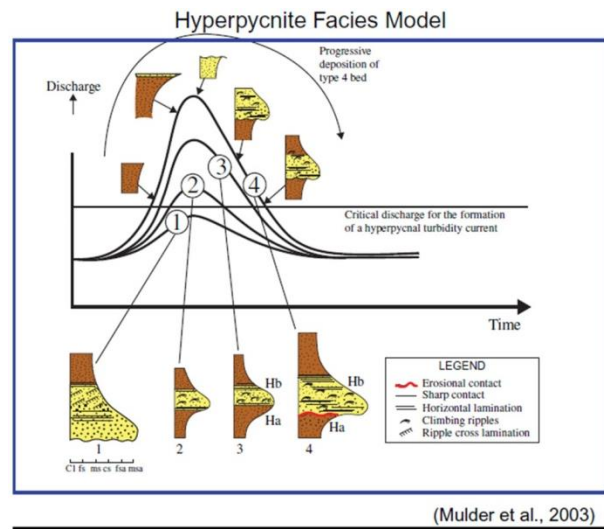 Hyperpycnite Facies Model
Progressive
deposition of
type 4 bed
Discharge
3
2
4
1
Critical discharge for the formation
of a hyperpycnal turbidity current
Time
Hb
Ha
Hb
Ha
1
2
3
4
Cl fs ms cs fsa msa
LEGEND
Erosional contact
Sharp contact
Horizontal lamination
Climbing ripples
Ripple cross lamination
(Mulder et al., 2003)